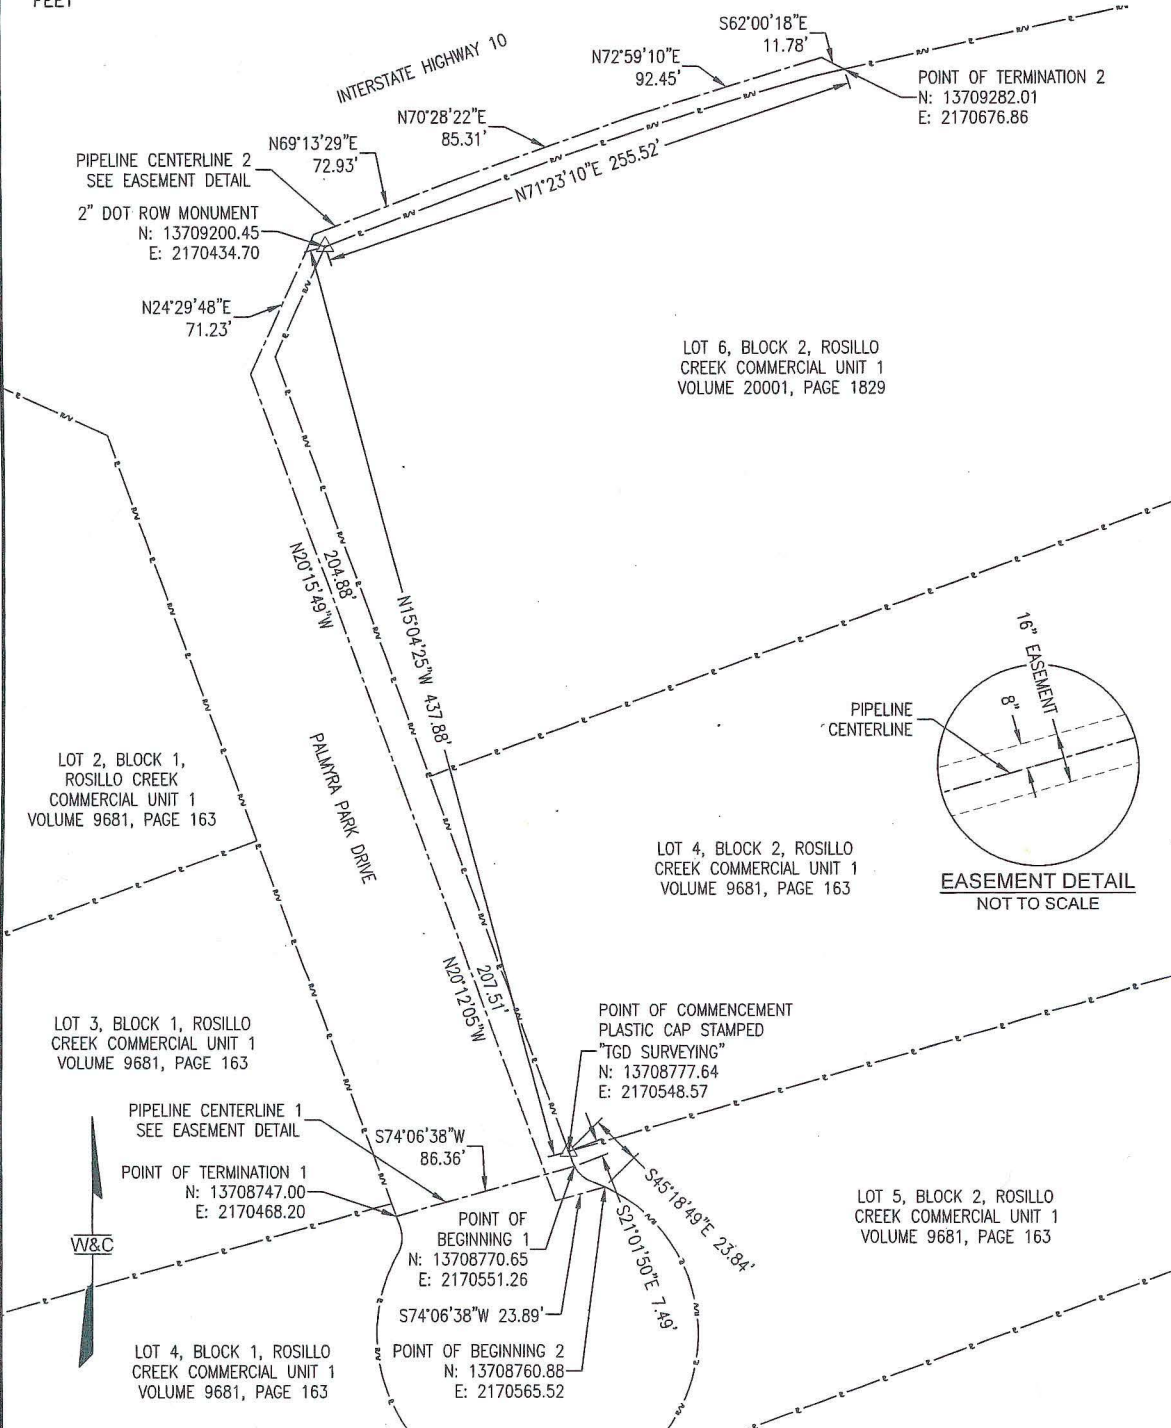 FEET
S62°00'18"E
11.78'
INTERSTATE HIGHWAY 10
N72°59'10"E
92.45'
POINT OF TERMINATION 2
N: 13709282.01
E: 2170676.86
N70°28'22"E
85.31'
N69°13'29"E
72.93'
PIPELINE CENTERLINE 2
SEE EASEMENT DETAIL
N71°23'10"E 255.52'
2" DOT ROW MONUMENT
N: 13709200.45
E: 2170434.70
N24°29'48"E
71.23'
LOT 6, BLOCK 2, ROSILLO
CREEK COMMERCIAL UNIT 1
VOLUME 20001, PAGE 1829
204.88'
N20°15'49"W
N15°04'25"W 437.88'
16" EASEMENT
8"
PIPELINE
CENTERLINE
EASEMENT DETAIL
NOT TO SCALE
PALMYRA PARK DRIVE
LOT 2, BLOCK 1,
ROSILLO CREEK
COMMERCIAL UNIT 1
VOLUME 9681, PAGE 163
LOT 4, BLOCK 2, ROSILLO
CREEK COMMERCIAL UNIT 1
VOLUME 9681, PAGE 163
207.51'
N20°12'05"W
POINT OF COMMENCEMENT
PLASTIC CAP STAMPED
"TGD SURVEYING"
N: 13708777.64
E: 2170548.57
LOT 3, BLOCK 1, ROSILLO
CREEK COMMERCIAL UNIT 1
VOLUME 9681, PAGE 163
PIPELINE CENTERLINE 1
SEE EASEMENT DETAIL
S74°06'38"W
86.36'
POINT OF TERMINATION 1
N: 13708747.00
E: 2170468.20
S45°18'49"E 23.84'
S21°01'50"E 7.49'
LOT 5, BLOCK 2, ROSILLO
CREEK COMMERCIAL UNIT 1
VOLUME 9681, PAGE 163
W&C
POINT OF
BEGINNING 1
N: 13708770.65
E: 2170551.26
S74°06'38"W 23.89'
LOT 4, BLOCK 1, ROSILLO
CREEK COMMERCIAL UNIT 1
VOLUME 9681, PAGE 163
POINT OF BEGINNING 2
N: 13708760.88
E: 2170565.52